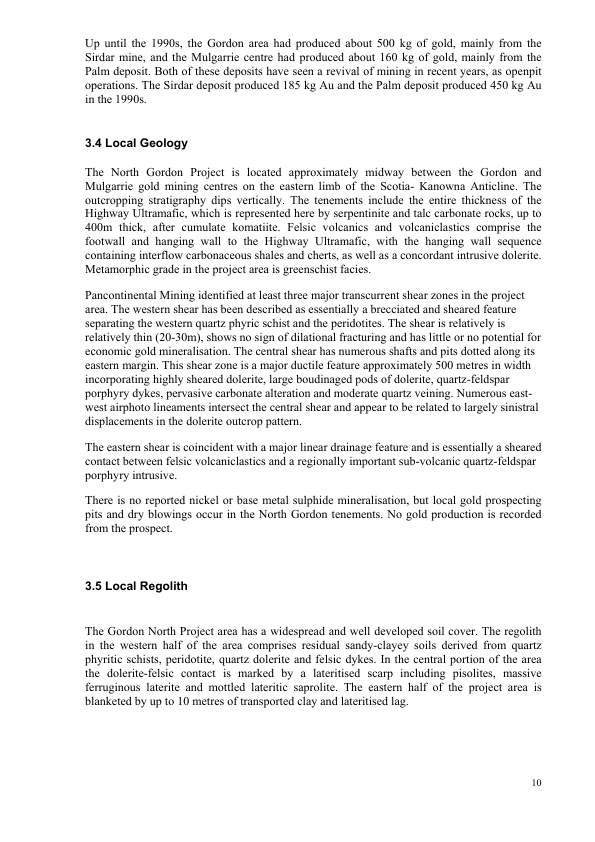 Up until the 1990s, the Gordon area had produced about 500 kg of gold, mainly from the
Sirdar mine, and the Mulgarrie centre had produced about 160 kg of gold, mainly from the
Palm deposit. Both of these deposits have seen a revival of mining in recent years, as openpit
operations. The Sirdar deposit produced 185 kg Au and the Palm deposit produced 450 kg Au
in the 1990s.
3.4 Local Geology
The North Gordon Project is located approximately midway between the Gordon and
Mulgarrie gold mining centres on the eastern limb of the Scotia- Kanowna Anticline. The
outcropping stratigraphy dips vertically. The tenements include the entire thickness of the
Highway Ultramafic, which is represented here by serpentinite and talc carbonate rocks, up to
400m thick, after cumulate komatiite. Felsic volcanics and volcaniclastics comprise the
footwall and hanging wall to the Highway Ultramafic, with the hanging wall sequence
containing interflow carbonaceous shales and cherts, as well as a concordant intrusive dolerite.
Metamorphic grade in the project area is greenschist facies.
Pancontinental Mining identified at least three major transcurrent shear zones in the project
area. The western shear has been described as essentially a brecciated and sheared feature
separating the western quartz phyric schist and the peridotites. The shear is relatively is
relatively thin (20-30m), shows no sign of dilational fracturing and has little or no potential for
economic gold mineralisation. The central shear has numerous shafts and pits dotted along its
eastern margin. This shear zone is a major ductile feature approximately 500 metres in width
incorporating highly sheared dolerite, large boudinaged pods of dolerite, quartz-feldspar
porphyry dykes, pervasive carbonate alteration and moderate quartz veining. Numerous east-
west airphoto lineaments intersect the central shear and appear to be related to largely sinistral
displacements in the dolerite outcrop pattern.
The eastern shear is coincident with a major linear drainage feature and is essentially a sheared
contact between felsic volcaniclastics and a regionally important sub-volcanic quartz-feldspar
porphyry intrusive.
There is no reported nickel or base metal sulphide mineralisation, but local gold prospecting
pits and dry blowings occur in the North Gordon tenements. No gold production is recorded
from the prospect.
3.5 Local Regolith
The Gordon North Project area has a widespread and well developed soil cover. The regolith
in the western half of the area comprises residual sandy-clayey soils derived from quartz
phyritic schists, peridotite, quartz dolerite and felsic dykes. In the central portion of the area
the dolerite-felsic contact is marked by a lateritised scarp including pisolites, massive
ferruginous laterite and mottled lateritic saprolite. The eastern half of the project area is
blanketed by up to 10 metres of transported clay and lateritised lag.
10